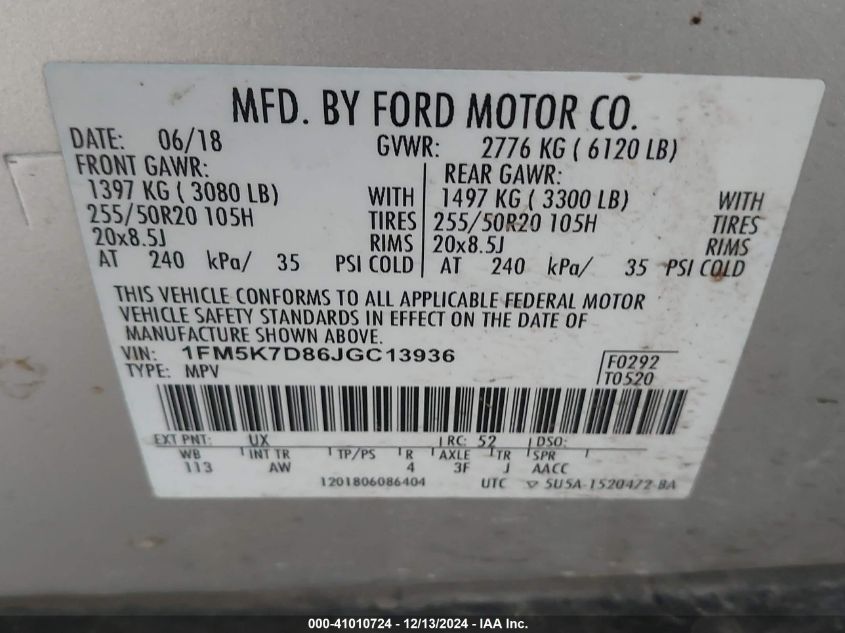 MFD. BY FORD MOTOR CO.
DATE: 06/18 GVWR: 2776 KG ( 6120 LB)
FRONT GAWR: REAR GAWR:
1397 KG ( 3080 LB) WITH 1497 KG ( 3300 LB) WITH
255/50R20 105H TIRES 255/50R20 105H TIRES
20x8.5J RIMS 20x8.5J RIMS
AT 240 kPa/ 35 PSI COLD AT 240 kPa/ 35 PSI COLD
THIS VEHICLE CONFORMS TO ALL APPLICABLE FEDERAL MOTOR
VEHICLE SAFETY STANDARDS IN EFFECT ON THE DATE OF
MANUFACTURE SHOWN ABOVE.
VIN: 1FM5K7D86JGC13936 F0292
TYPE: MPV T0520
EXT PNT: UX RC: 52 DSO:
WB INT TR TP/PS R AXLE TR SPR
113 AW 4 3F J AACC
1201806086404 UTC ▽ 5U5A-1520472-BA
000-41010724 - 12/13/2024 - IAA Inc.